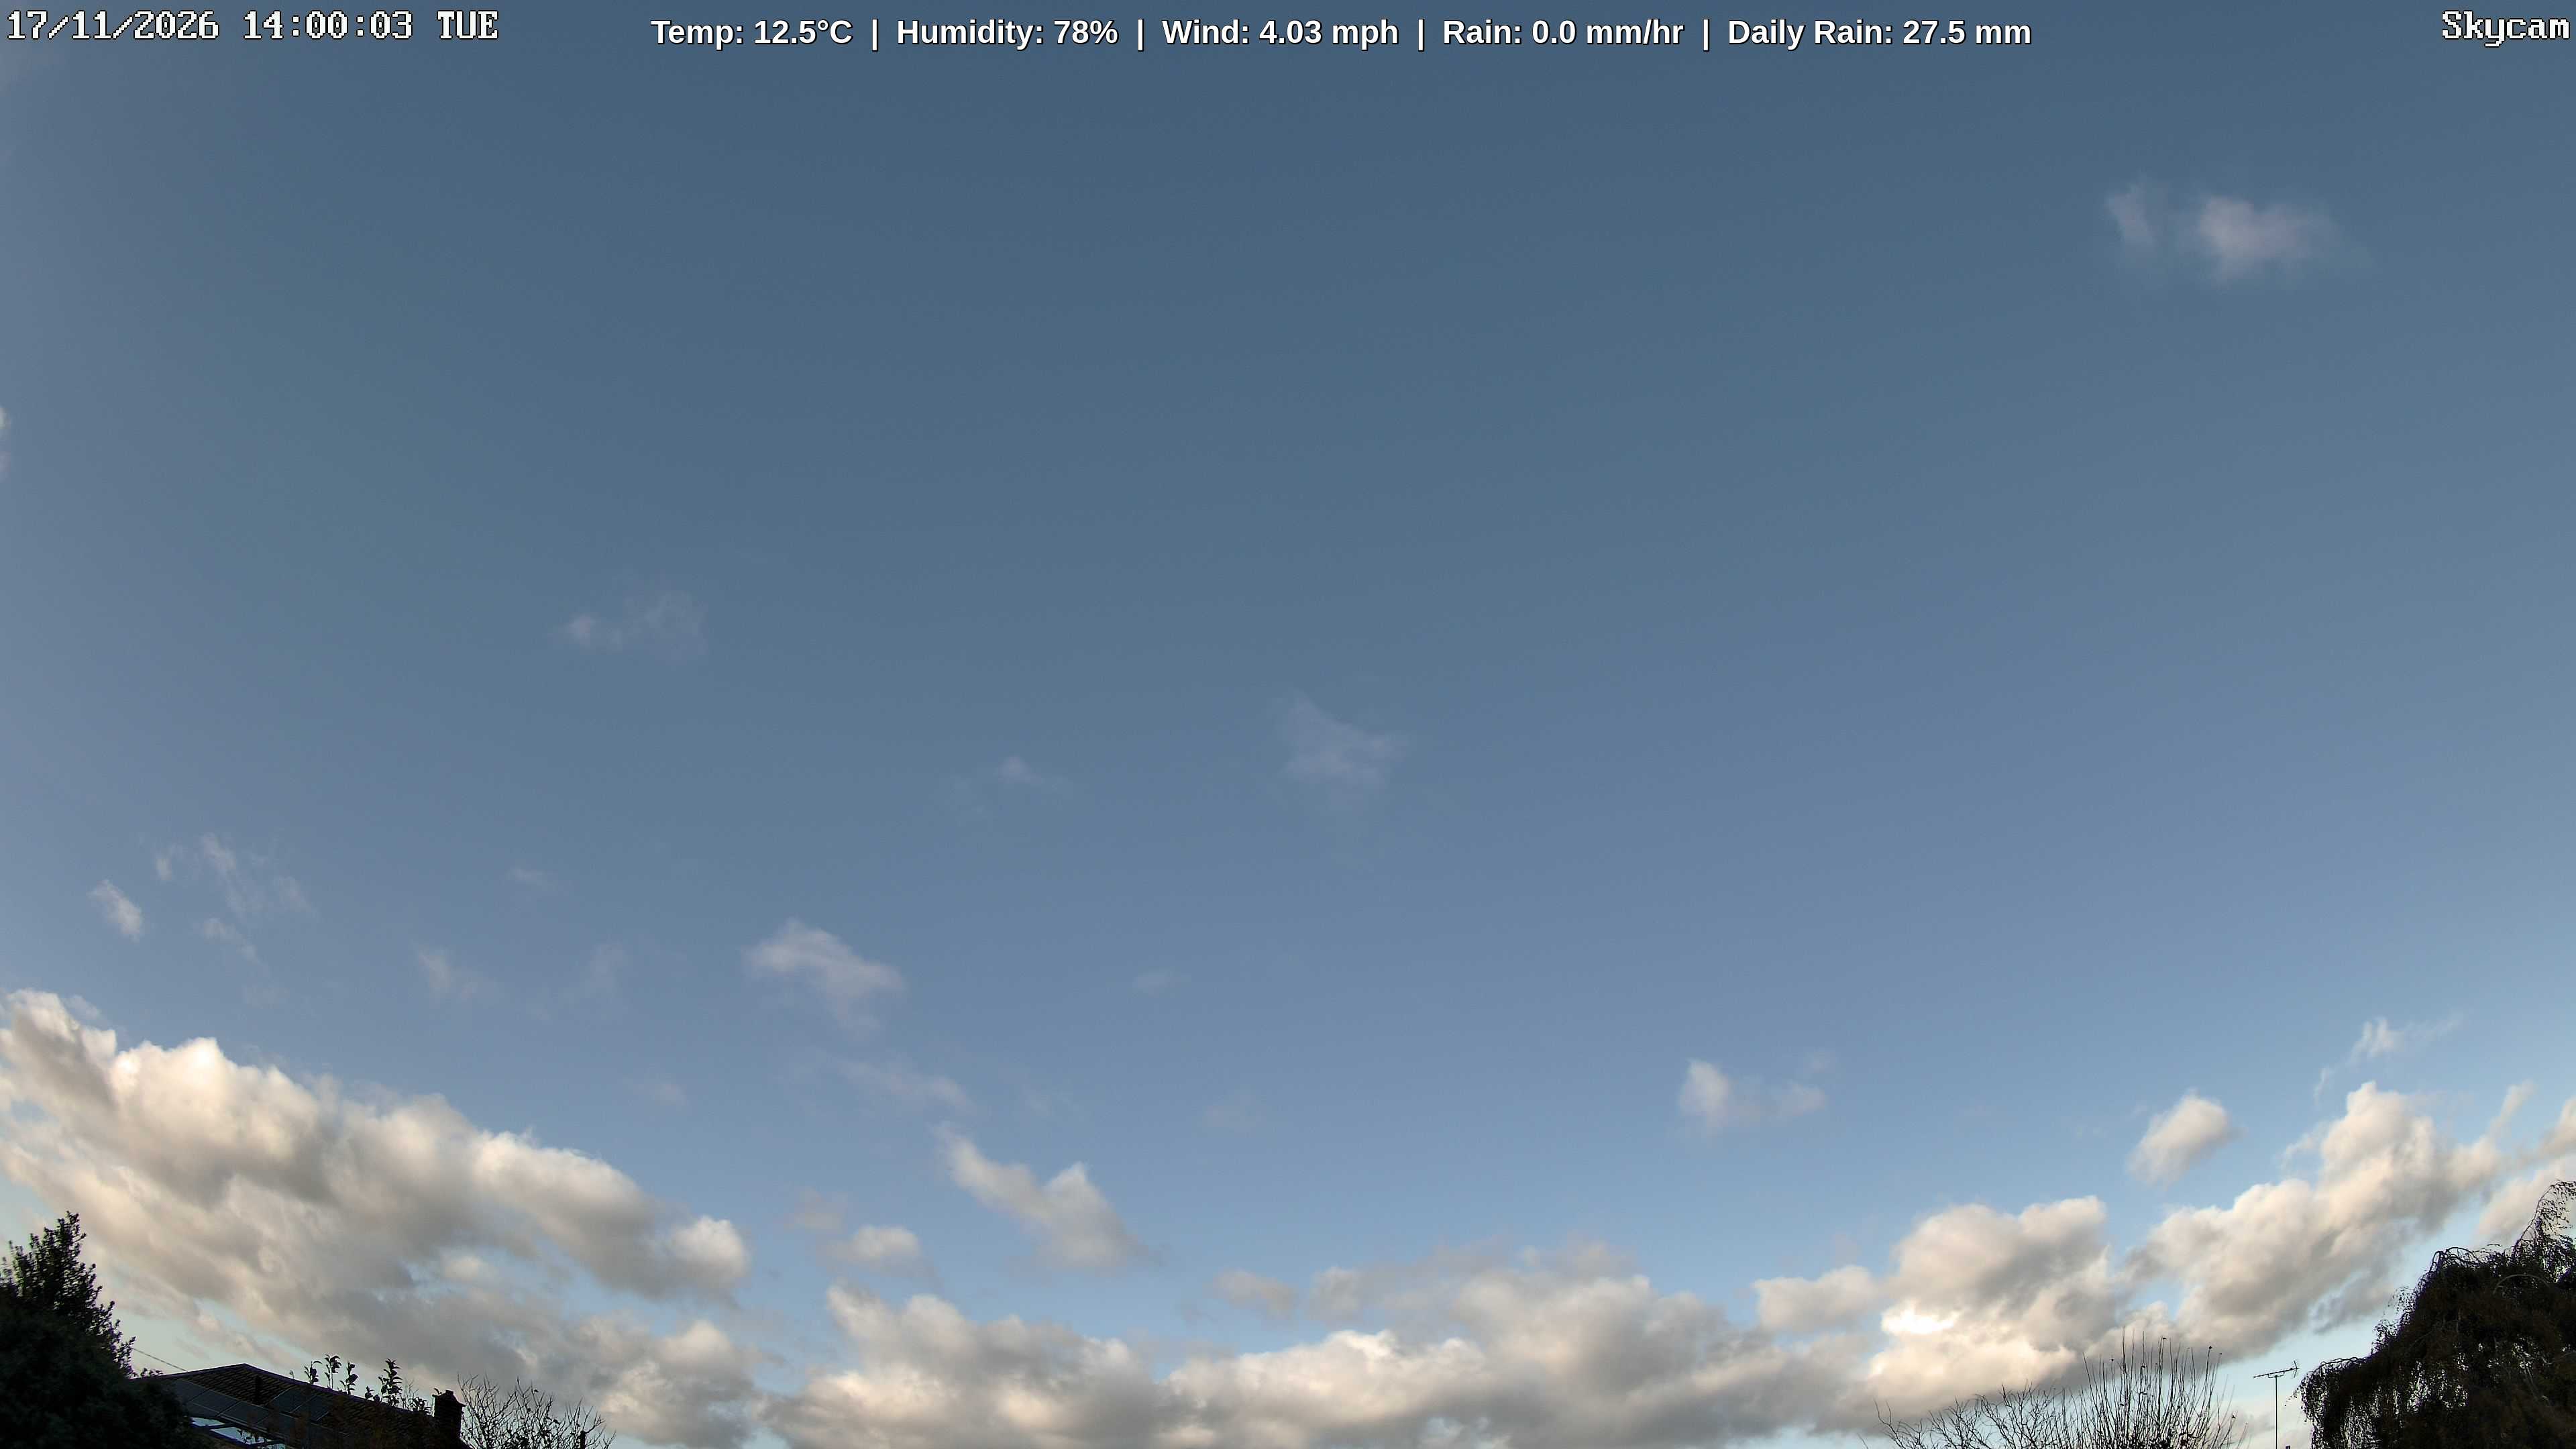 17/11/2026 14:00:03 TUE
Temp: 12.5°C | Humidity: 78% | Wind: 4.03 mph | Rain: 0.0 mm/hr | Daily Rain: 27.5 mm
Skycam